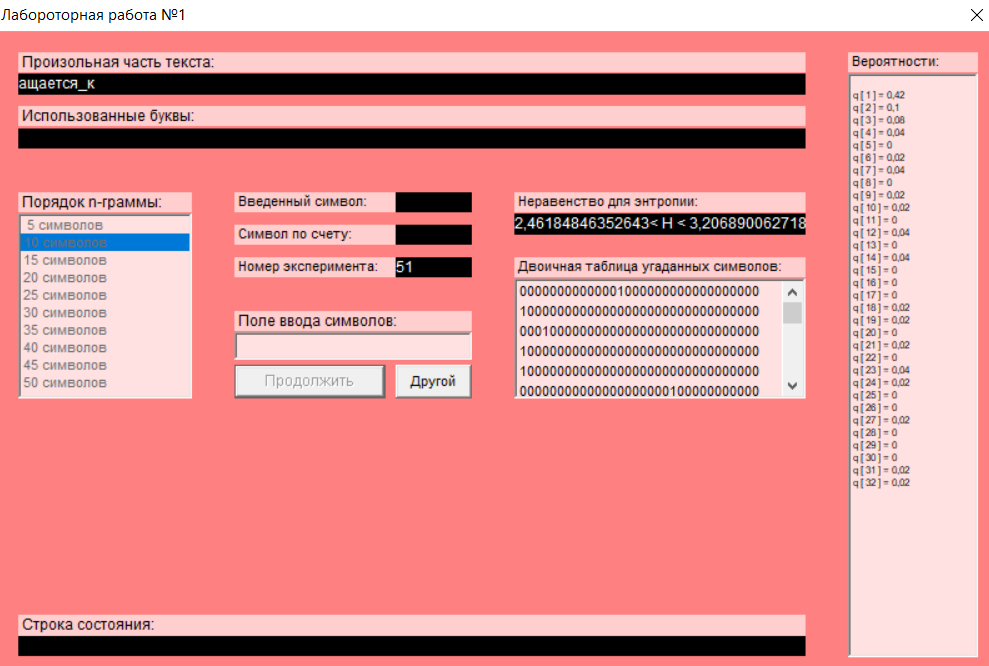 Лабороторная работа №1
Произольная часть текста:
ащается_к
Использованные буквы:
Порядок n-граммы:
5 символов
10 символов
15 символов
20 символов
25 символов
30 символов
35 символов
40 символов
45 символов
50 символов
Введенный символ:
Символ по счету:
Номер эксперимента: 51
Поле ввода символов:
Продолжить
Другой
Неравенство для энтропии:
2,46184846352643< H < 3,206890062718
Двоичная таблица угаданных символов:
00000000000001000000000000000000
10000000000000000000000000000000
00010000000000000000000000000000
10000000000000000000000000000000
10000000000000000000000000000000
00000000000000000000100000000000
Строка состояния:
Вероятности:
q[1] = 0,42
q[2] = 0,1
q[3] = 0,08
q[4] = 0,04
q[5] = 0
q[6] = 0,02
q[7] = 0,04
q[8] = 0
q[9] = 0,02
q[10] = 0,02
q[11] = 0
q[12] = 0,04
q[13] = 0
q[14] = 0,04
q[15] = 0
q[16] = 0
q[17] = 0
q[18] = 0,02
q[19] = 0,02
q[20] = 0
q[21] = 0,02
q[22] = 0
q[23] = 0,04
q[24] = 0,02
q[25] = 0
q[26] = 0
q[27] = 0,02
q[28] = 0
q[29] = 0
q[30] = 0
q[31] = 0,02
q[32] = 0,02